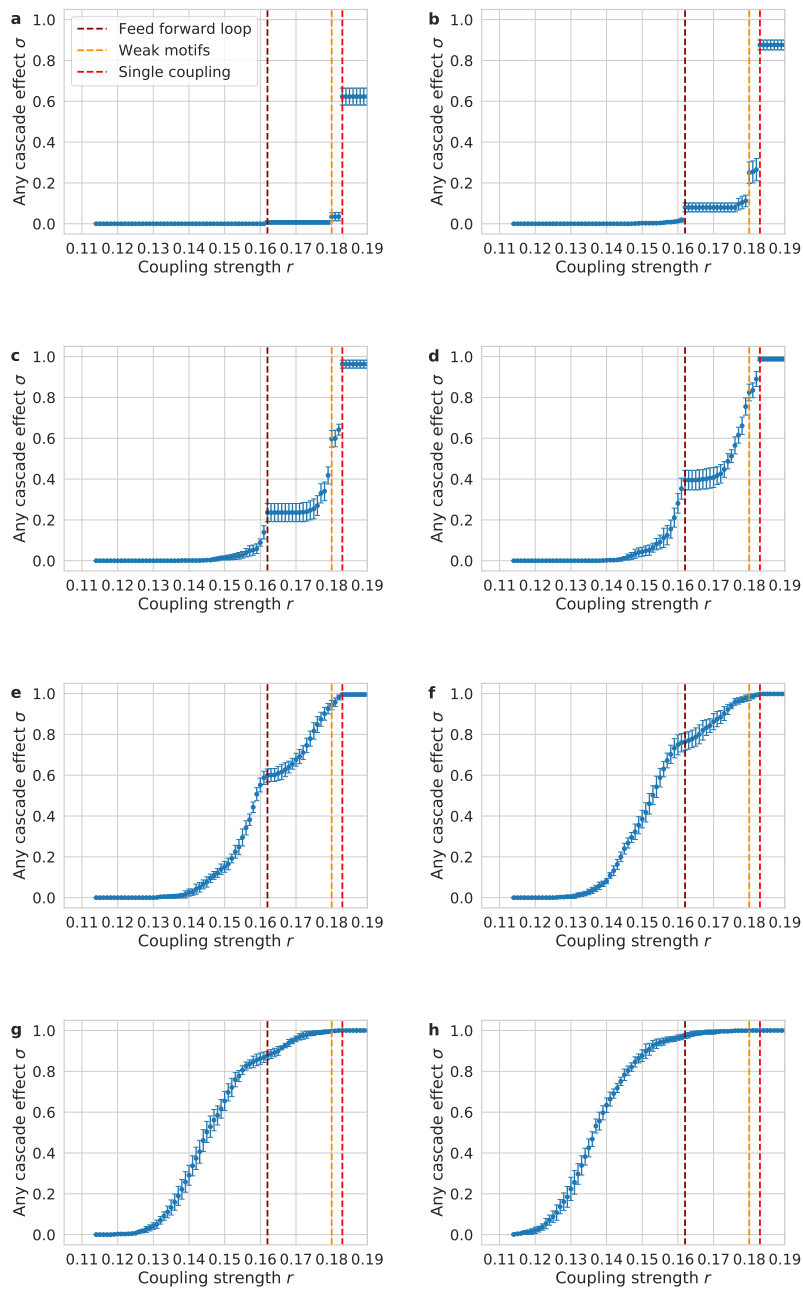 a
Feed forward loop
Weak motifs
Single coupling
1.0
0.8
0.6
0.4
0.2
0.0
Any cascade effect σ
0.11 0.12 0.13 0.14 0.15 0.16 0.17 0.18 0.19
Coupling strength r
b
1.0
0.8
0.6
0.4
0.2
0.0
Any cascade effect σ
0.11 0.12 0.13 0.14 0.15 0.16 0.17 0.18 0.19
Coupling strength r
c
1.0
0.8
0.6
0.4
0.2
0.0
Any cascade effect σ
0.11 0.12 0.13 0.14 0.15 0.16 0.17 0.18 0.19
Coupling strength r
d
1.0
0.8
0.6
0.4
0.2
0.0
Any cascade effect σ
0.11 0.12 0.13 0.14 0.15 0.16 0.17 0.18 0.19
Coupling strength r
e
1.0
0.8
0.6
0.4
0.2
0.0
Any cascade effect σ
0.11 0.12 0.13 0.14 0.15 0.16 0.17 0.18 0.19
Coupling strength r
f
1.0
0.8
0.6
0.4
0.2
0.0
Any cascade effect σ
0.11 0.12 0.13 0.14 0.15 0.16 0.17 0.18 0.19
Coupling strength r
g
1.0
0.8
0.6
0.4
0.2
0.0
Any cascade effect σ
0.11 0.12 0.13 0.14 0.15 0.16 0.17 0.18 0.19
Coupling strength r
h
1.0
0.8
0.6
0.4
0.2
0.0
Any cascade effect σ
0.11 0.12 0.13 0.14 0.15 0.16 0.17 0.18 0.19
Coupling strength r